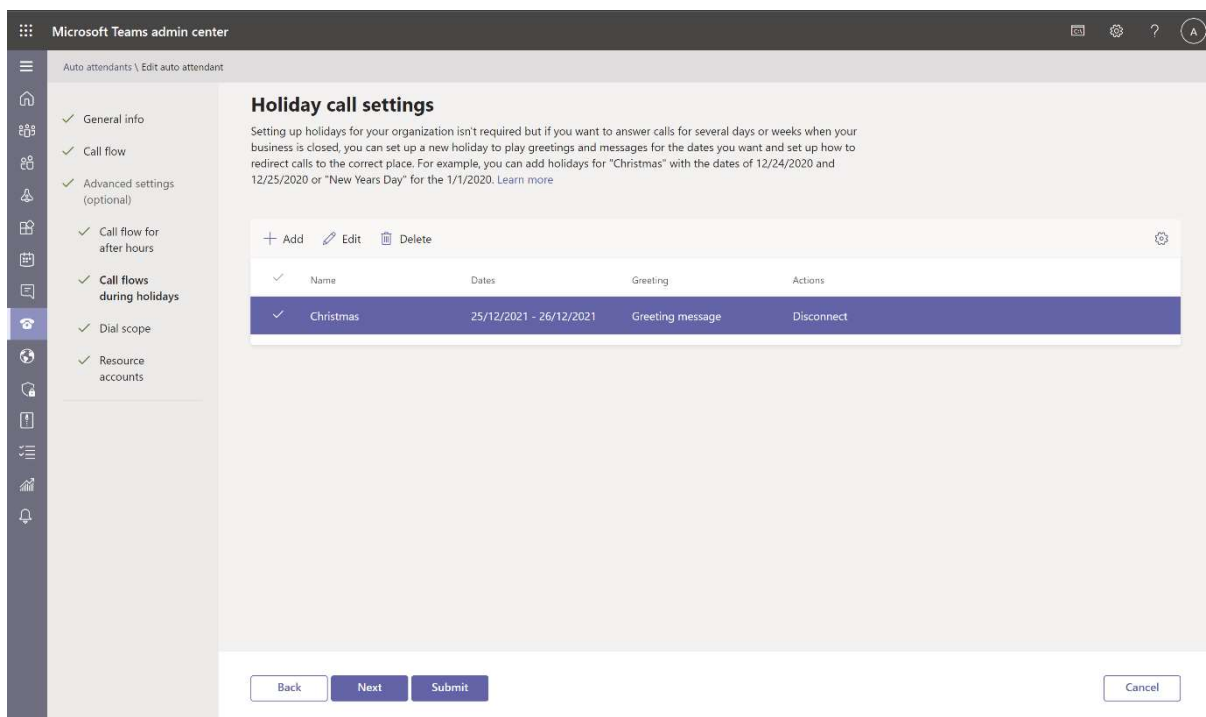 Microsoft Teams admin center
?
A
Auto attendants \ Edit auto attendant
General info
Call flow
Advanced settings
(optional)
Call flow for
after hours
Call flows
during holidays
Dial scope
Resource
accounts
Holiday call settings
Setting up holidays for your organization isn't required but if you want to answer calls for several days or weeks when your
business is closed, you can set up a new holiday to play greetings and messages for the dates you want and set up how to
redirect calls to the correct place. For example, you can add holidays for "Christmas" with the dates of 12/24/2020 and
12/25/2020 or "New Years Day" for the 1/1/2020. Learn more
Add Edit Delete
Name Dates Greeting Actions
Christmas 25/12/2021 - 26/12/2021 Greeting message Disconnect
Back Next Submit Cancel